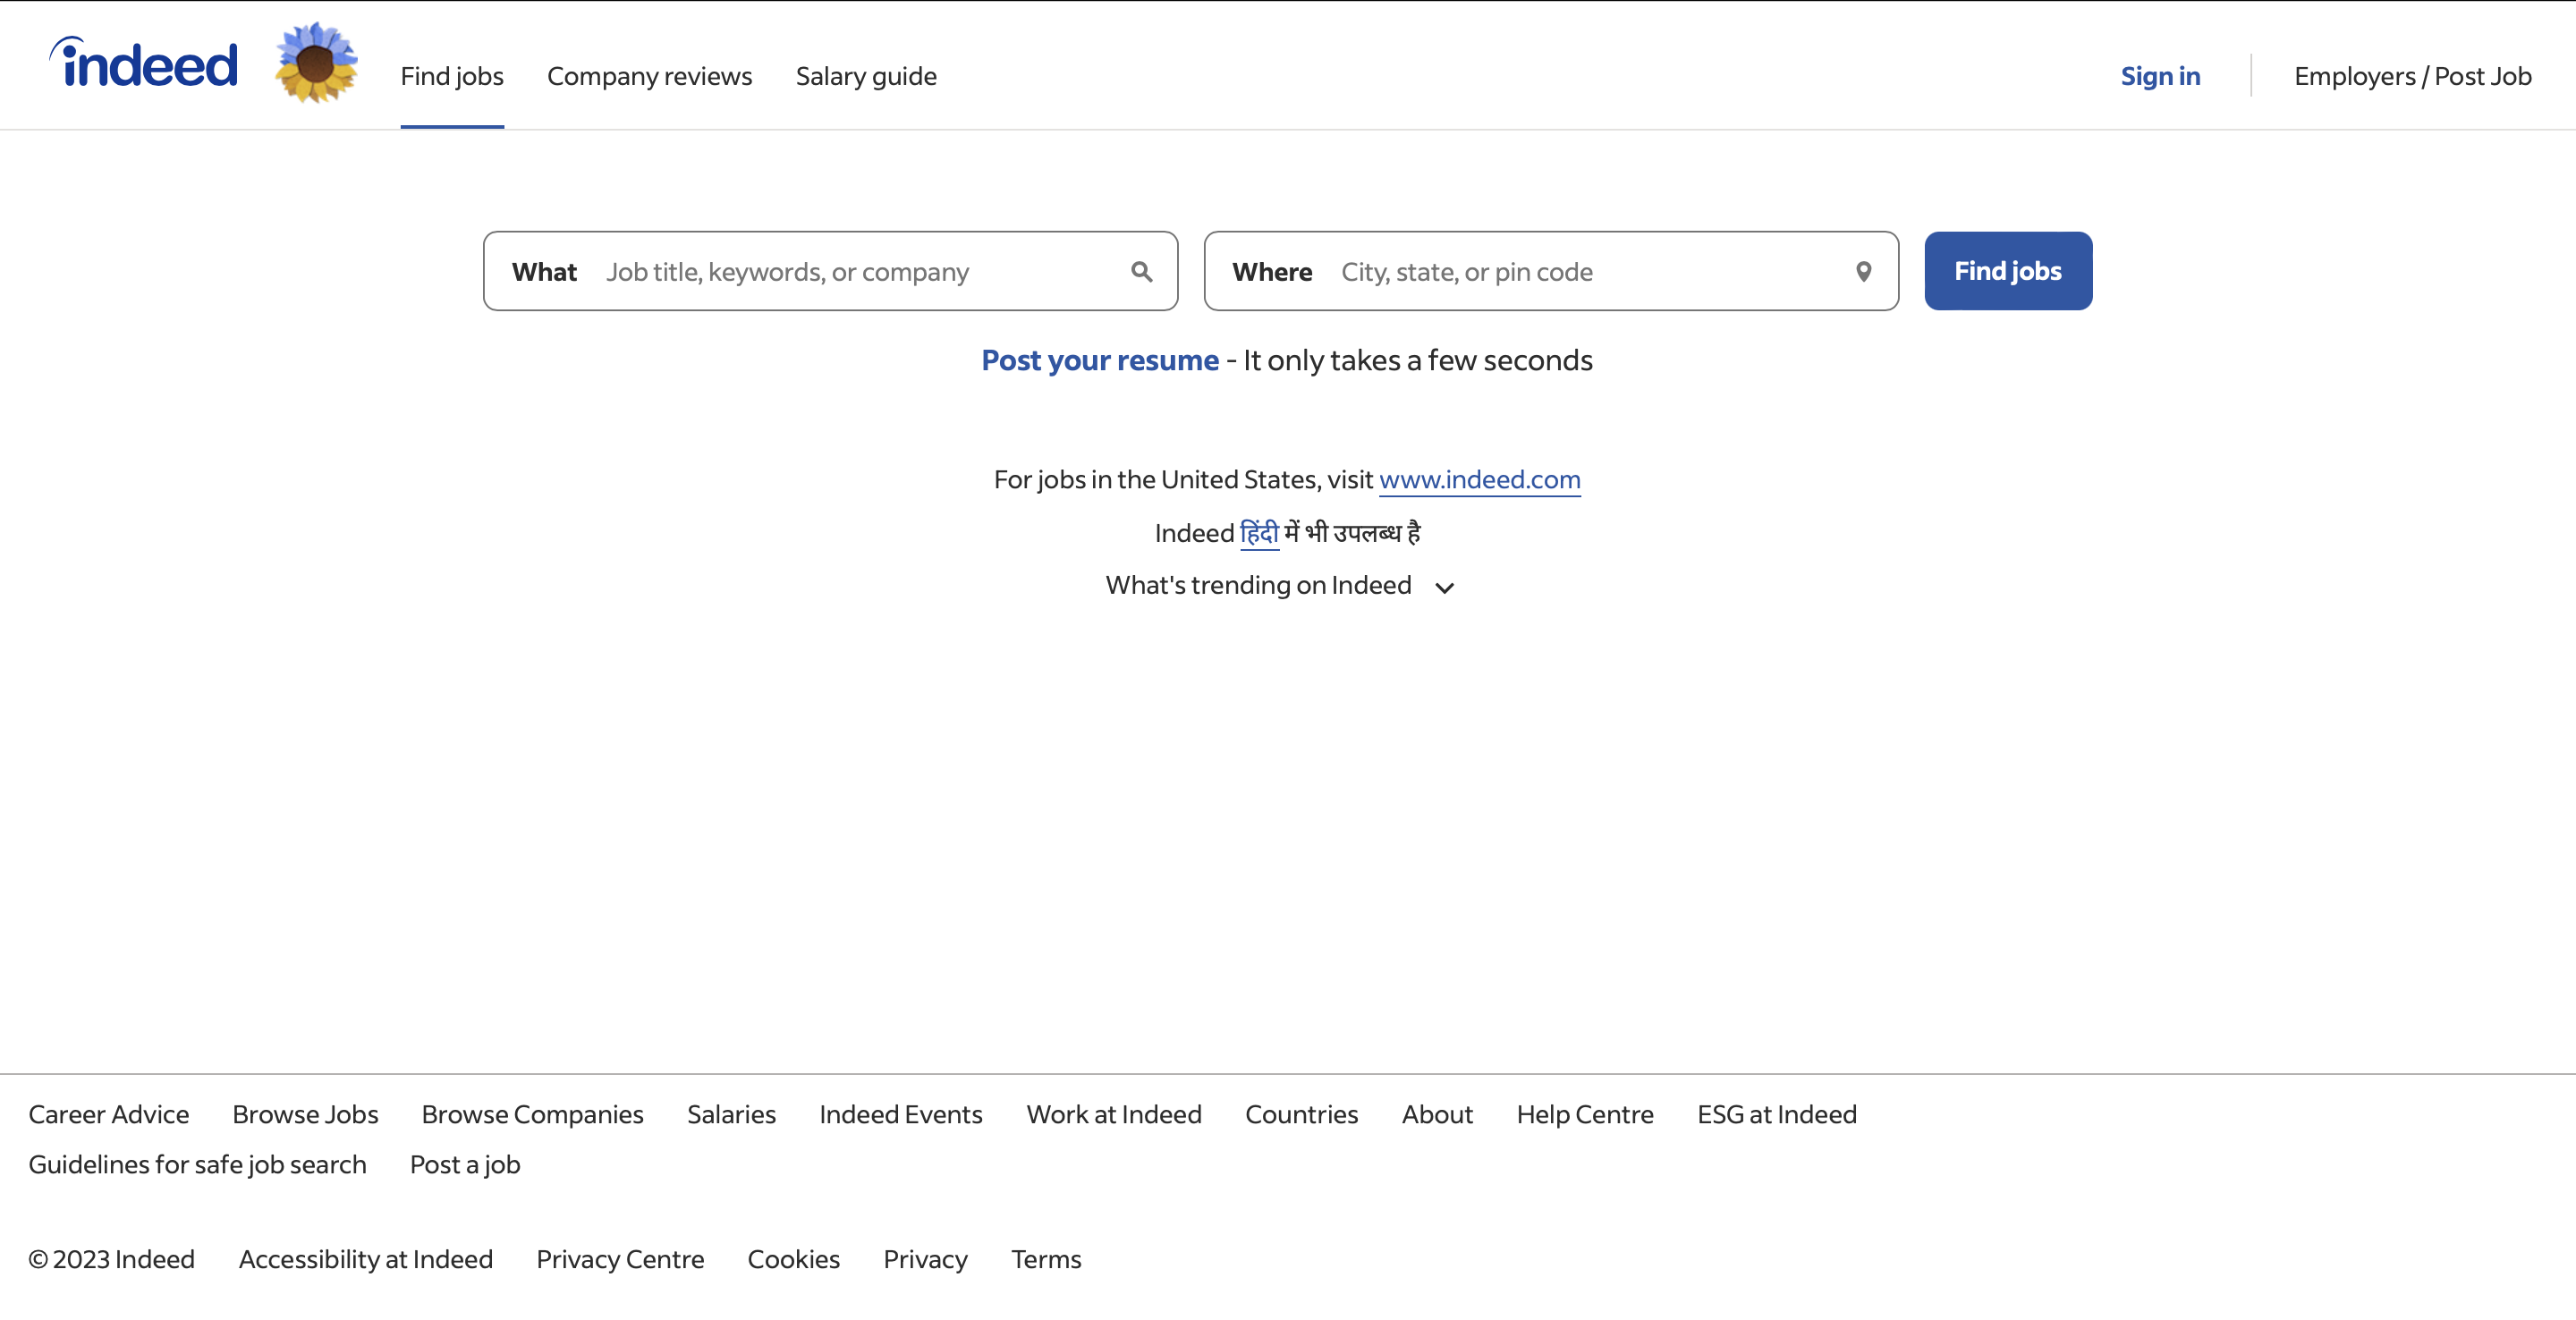 indeed Find jobs Company reviews Salary guide Sign in Employers / Post Job
What Job title, keywords, or company Where City, state, or pin code Find jobs
Post your resume - It only takes a few seconds
For jobs in the United States, visit www.indeed.com
Indeed हिंदी में भी उपलब्ध है
What's trending on Indeed
Career Advice Browse Jobs Browse Companies Salaries Indeed Events Work at Indeed Countries About Help Centre ESG at Indeed
Guidelines for safe job search Post a job
© 2023 Indeed Accessibility at Indeed Privacy Centre Cookies Privacy Terms